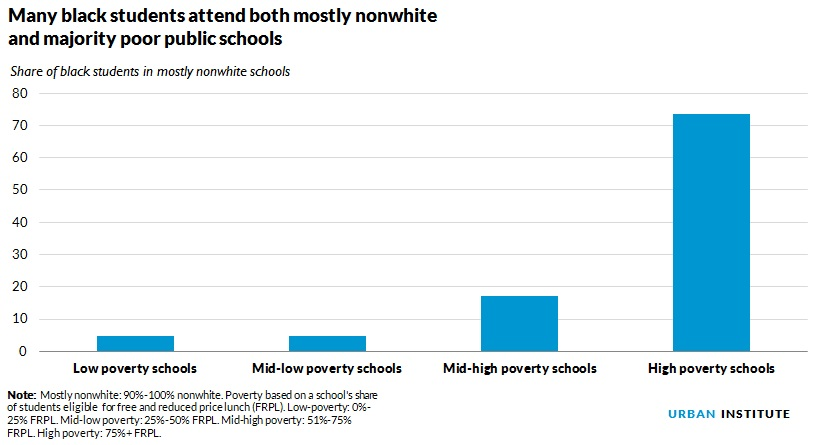 Many black students attend both mostly nonwhite
and majority poor public schools
Share of black students in mostly nonwhite schools
80
70
60
50
40
30
20
10
0
Low poverty schools Mid-low poverty schools Mid-high poverty schools High poverty schools
Note: Mostly nonwhite: 90%-100% nonwhite. Poverty based on a school's share
of students eligible for free and reduced price lunch (FRPL). Low-poverty: 0%-
25% FRPL. Mid-low poverty: 25%-50% FRPL. Mid-high poverty: 51%-75%
FRPL. High poverty: 75%+ FRPL.
URBAN INSTITUTE